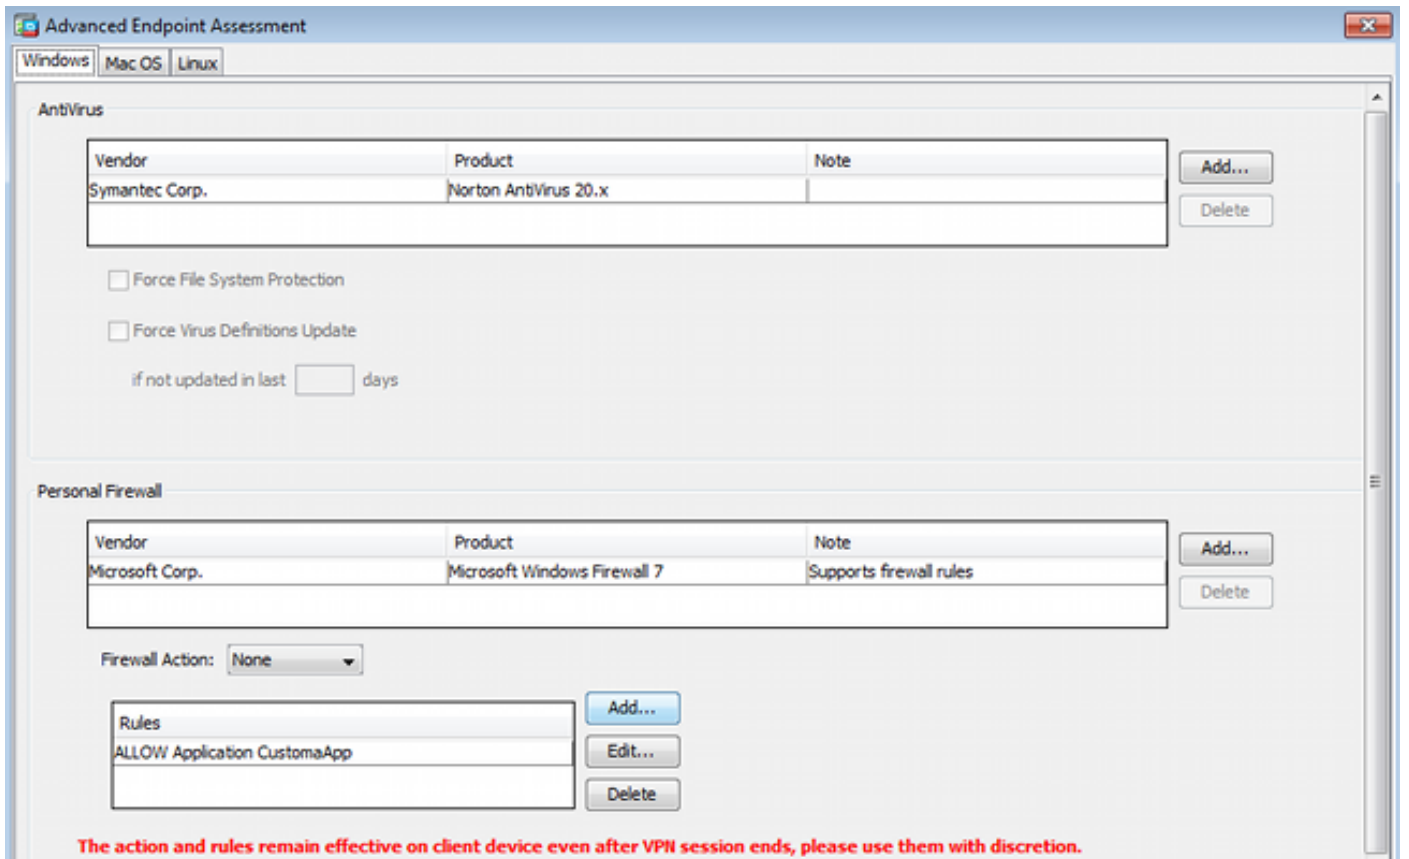 Advanced Endpoint Assessment
Windows Mac OS Linux
AntiVirus
Vendor Product Note
Symantec Corp. Norton AntiVirus 20.x
Add...
Delete
Force File System Protection
Force Virus Definitions Update
if not updated in last days
Personal Firewall
Vendor Product Note
Microsoft Corp. Microsoft Windows Firewall 7 Supports firewall rules
Add...
Delete
Firewall Action: None
Rules
ALLOW Application CustomaApp
Add...
Edit...
Delete
The action and rules remain effective on client device even after VPN session ends, please use them with discretion.